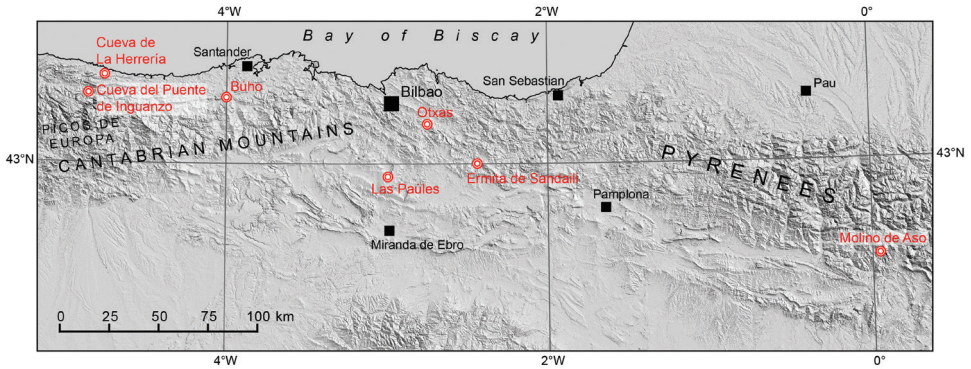 4°W
2°W
0°
Bay of Biscay
Cueva de
La Herrería
Santander
San Sebastian
Pau
Cueva del Puente
de Inguanzo
Buho
Bilbao
Otxas
PICOS DE
EUROPA
CANTABRIAN MOUNTAINS
PYRENEES
43°N
43°N
Las Paúles
Ermita de Sandaili
Pamplona
Miranda de Ebro
Molino de Aso
0 25 50 75 100 km
4°W
2°W
0°